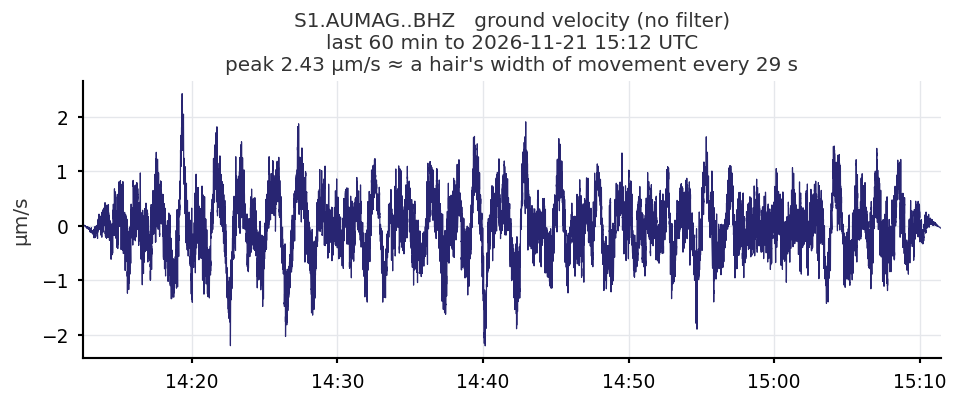 S1.AUMAG..BHZ   ground velocity (no filter)
last 60 min to 2026-11-21 15:12 UTC
peak 2.43 µm/s ≈ a hair's width of movement every 29 s
µm/s
2
1
0
−1
−2
14:20 14:30 14:40 14:50 15:00 15:10